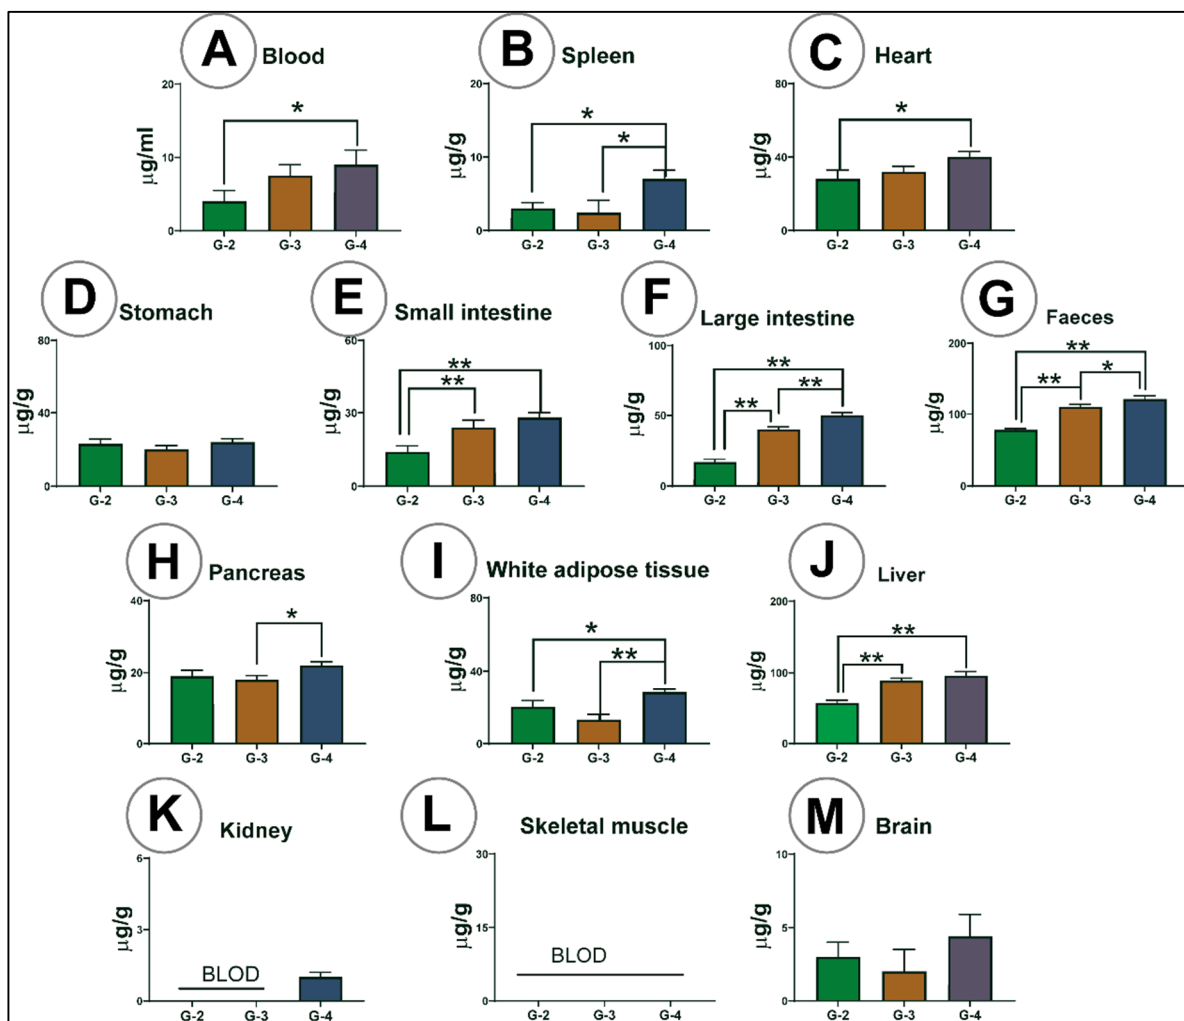 A Blood
20
10
0
µg/ml
*
G-2 G-3 G-4
B Spleen
20
10
0
µg/g
*
*
G-2 G-3 G-4
C Heart
80
40
0
µg/g
*
G-2 G-3 G-4
D Stomach
80
40
0
µg/g
G-2 G-3 G-4
E Small intestine
60
30
0
µg/g
**
**
G-2 G-3 G-4
F Large intestine
100
50
0
µg/g
**
**
**
G-2 G-3 G-4
G Faeces
200
100
0
µg/g
**
**
*
G-2 G-3 G-4
H Pancreas
40
20
0
µg/g
*
G-2 G-3 G-4
I White adipose tissue
80
40
0
µg/g
*
**
G-2 G-3 G-4
J Liver
200
100
0
µg/g
**
**
G-2 G-3 G-4
K Kidney
6
3
0
µg/g
BLOD
G-2 G-3 G-4
L Skeletal muscle
30
15
0
µg/g
BLOD
G-2 G-3 G-4
M Brain
10
5
0
µg/g
G-2 G-3 G-4